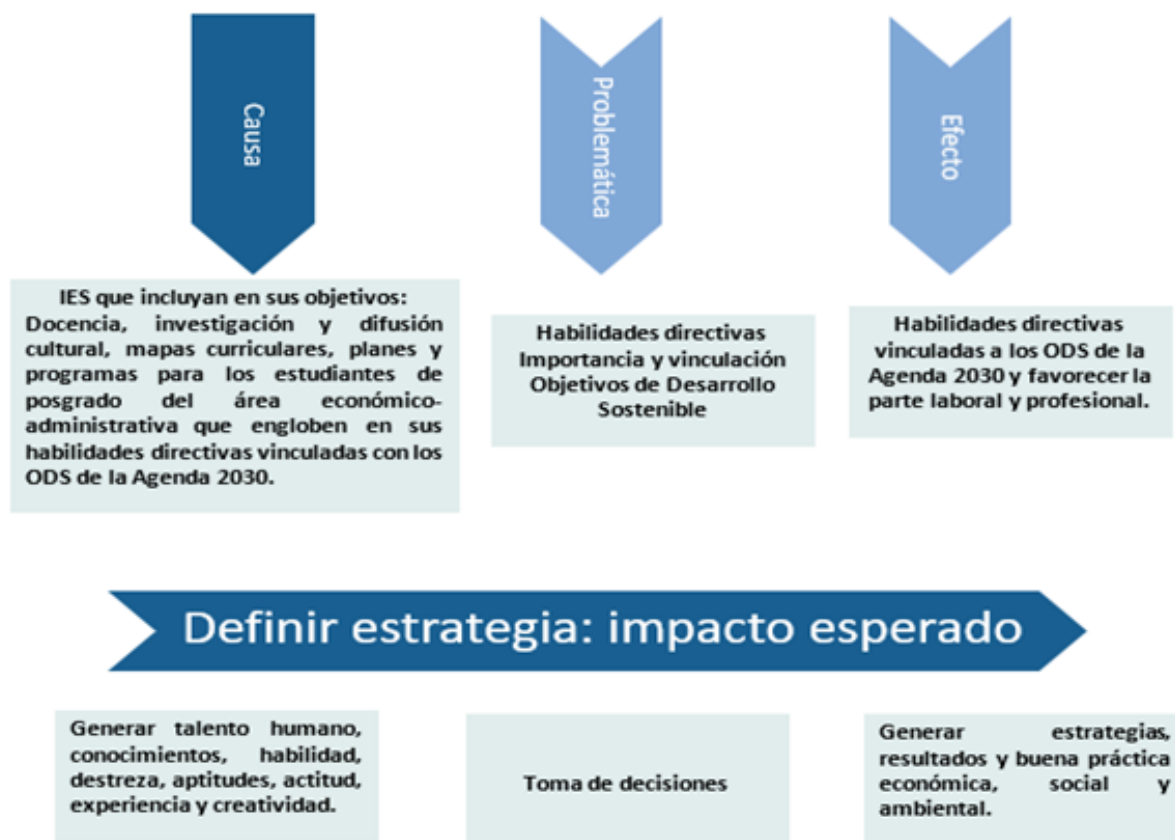 Causa
Problemática
Efecto
IES que incluyan en sus objetivos:
Docencia, investigación y difusión
cultural, mapas curriculares, planes y
programas para los estudiantes de
posgrado del área económico-
administrativa que engloben en sus
habilidades directivas vinculadas con los
ODS de la Agenda 2030.
Habilidades directivas
Importancia y vinculación
Objetivos de Desarrollo
Sostenible
Habilidades directivas
vinculadas a los ODS de la
Agenda 2030 y favorecer la
parte laboral y profesional.
Definir estrategia: impacto esperado
Generar talento humano,
conocimientos, habilidad,
destreza, aptitudes, actitud,
experiencia y creatividad.
Toma de decisiones
Generar estrategias,
resultados y buena práctica
económica, social y
ambiental.